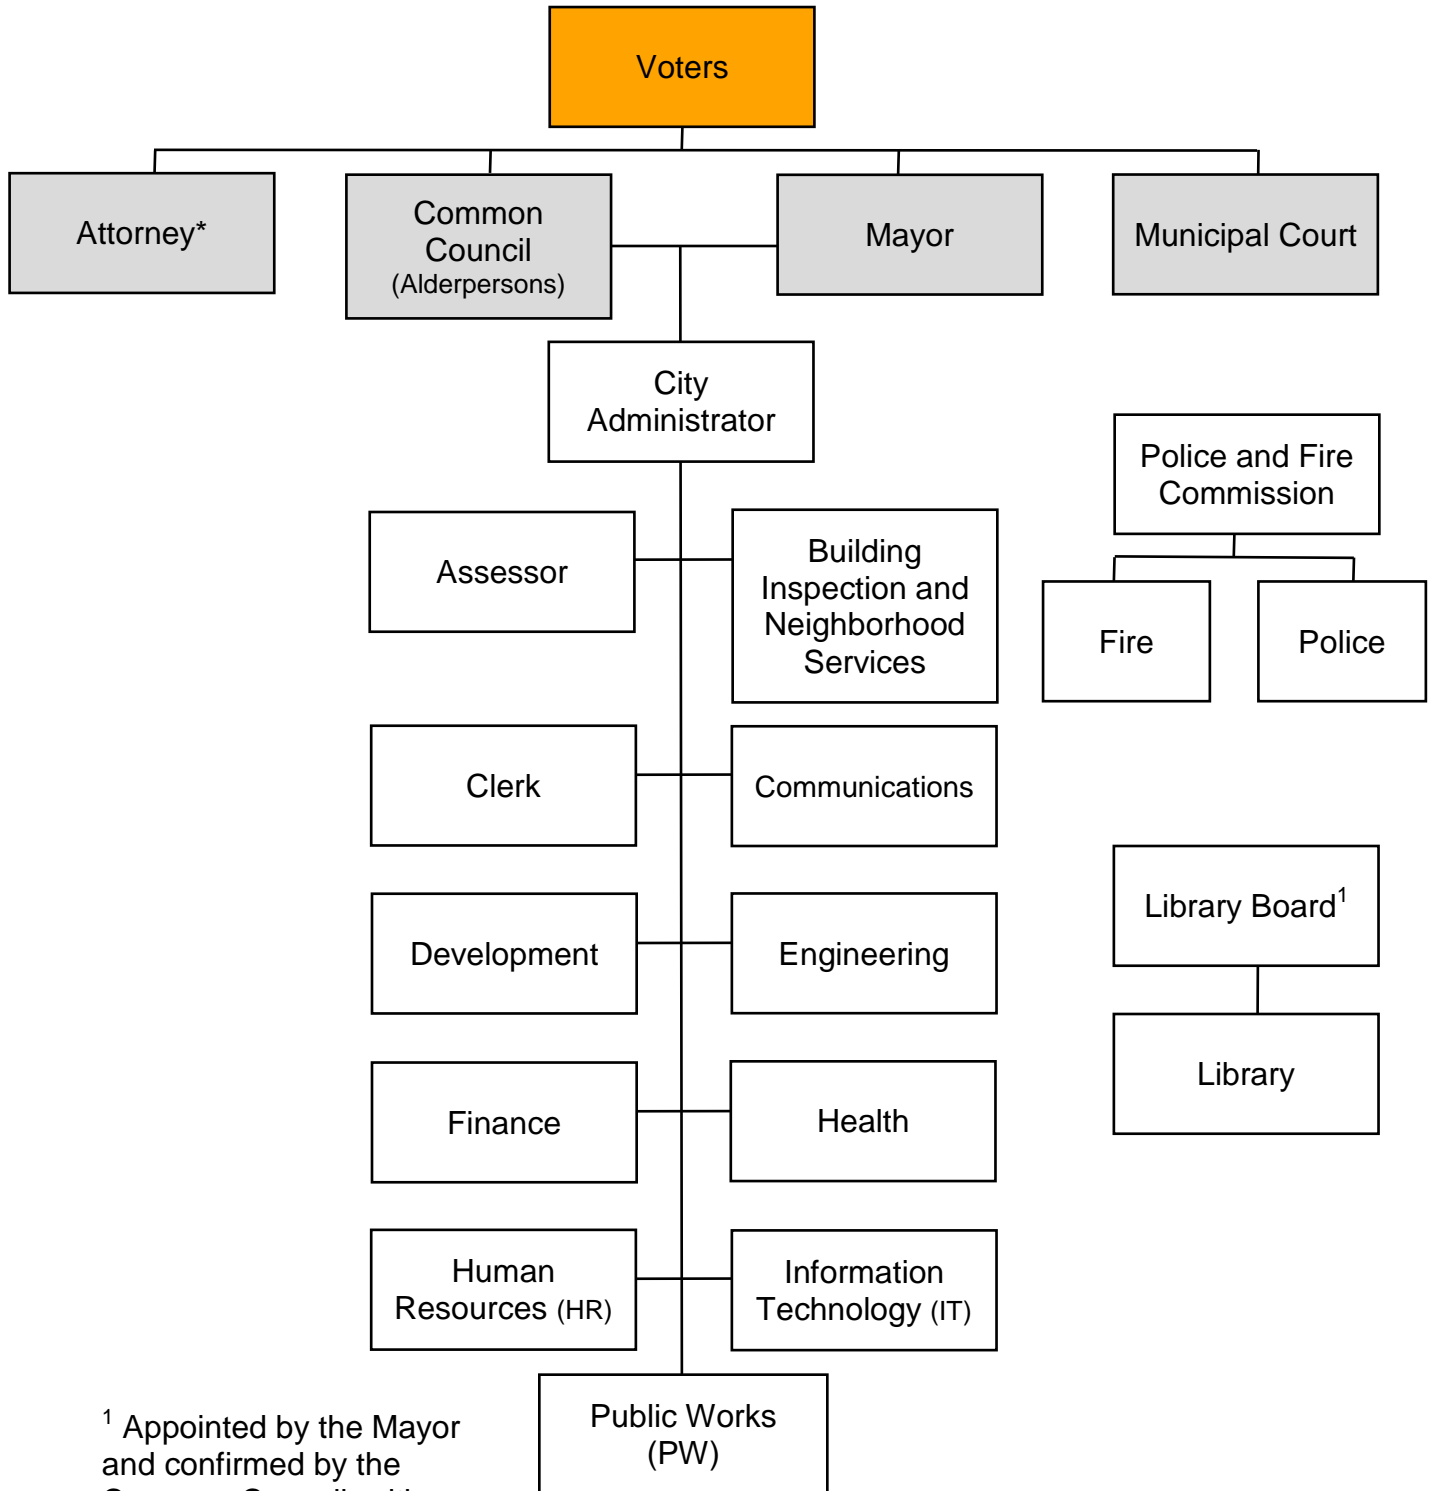 Voters
Attorney*
Common
Council
(Alderpersons)
Mayor
Municipal Court
City
Administrator
Police and Fire
Commission
Assessor
Building
Inspection and
Neighborhood
Services
Fire
Police
Clerk
Communications
Library Board¹
Development
Engineering
Library
Finance
Health
Human
Resources (HR)
Information
Technology (IT)
Public Works
(PW)
¹ Appointed by the Mayor
and confirmed by the